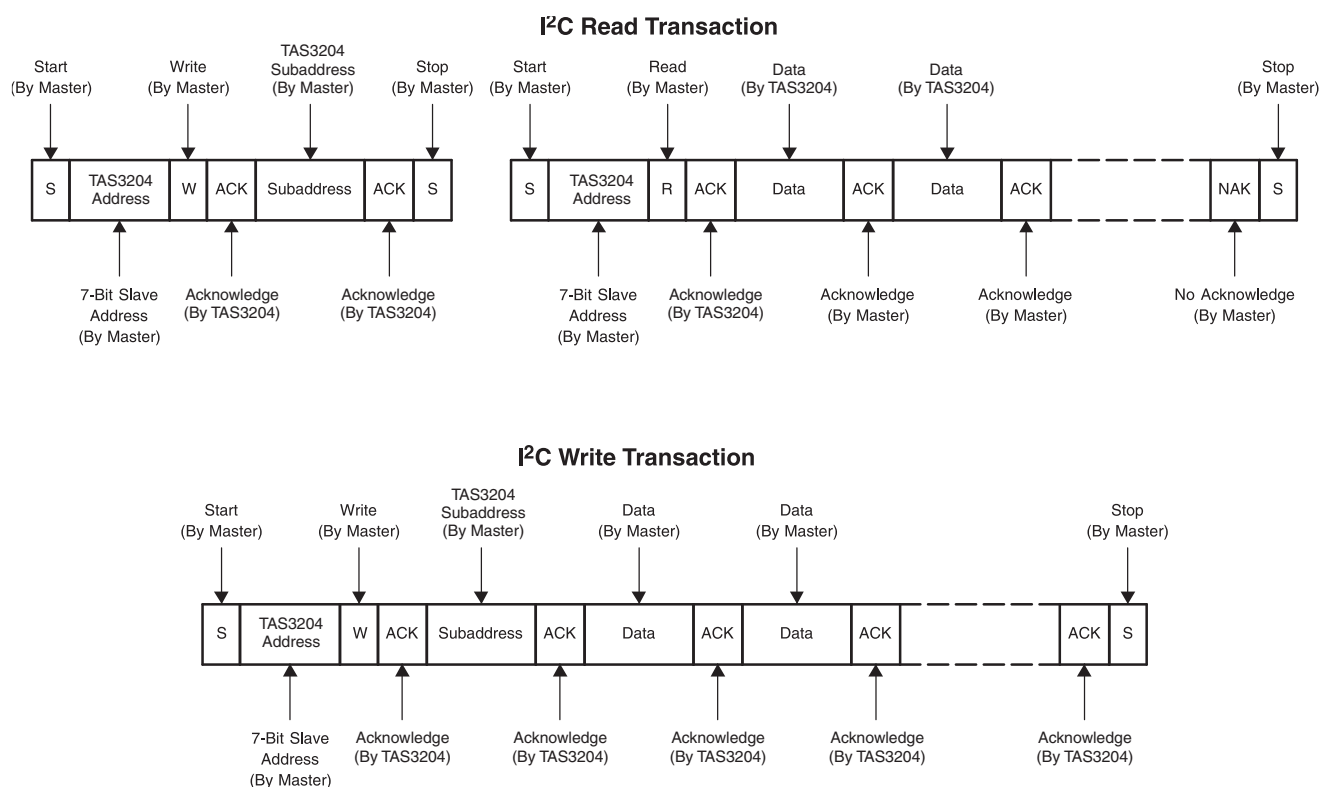 I²C Read Transaction
Start
(By Master)
Write
(By Master)
TAS3204
Subaddress
(By Master)
Stop
(By Master)
Start
(By Master)
Read
(By Master)
Data
(By TAS3204)
Data
(By TAS3204)
Stop
(By Master)
S
TAS3204
Address
W
ACK
Subaddress
ACK
S
S
TAS3204
Address
R
ACK
Data
ACK
Data
ACK
NAK
S
7-Bit Slave
Address
(By Master)
Acknowledge
(By TAS3204)
Acknowledge
(By TAS3204)
7-Bit Slave
Address
(By Master)
Acknowledge
(By TAS3204)
Acknowledge
(By Master)
Acknowledge
(By Master)
No Acknowledge
(By Master)
I²C Write Transaction
Start
(By Master)
Write
(By Master)
TAS3204
Subaddress
(By Master)
Data
(By Master)
Data
(By Master)
Stop
(By Master)
S
TAS3204
Address
W
ACK
Subaddress
ACK
Data
ACK
Data
ACK
ACK
S
7-Bit Slave
Address
(By Master)
Acknowledge
(By TAS3204)
Acknowledge
(By TAS3204)
Acknowledge
(By TAS3204)
Acknowledge
(By TAS3204)
Acknowledge
(By TAS3204)